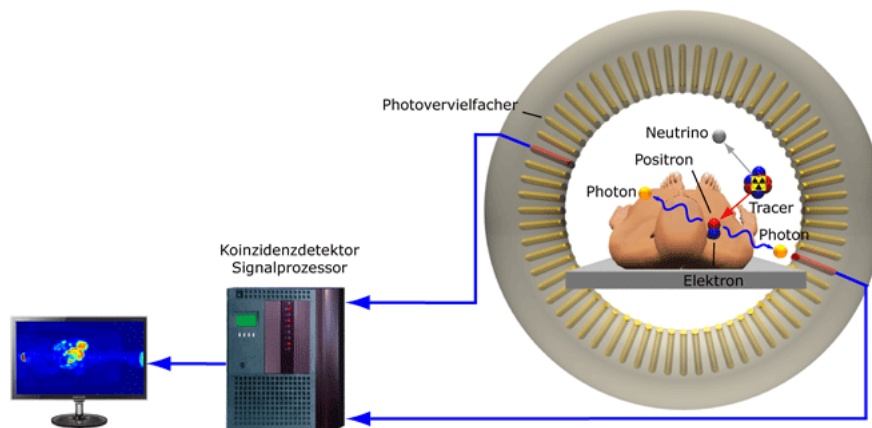 Photovervielfacher
Neutrino
Positron
Photon
Tracer
Photon
Koinzidenzdetektor
Signalprozessor
Elektron